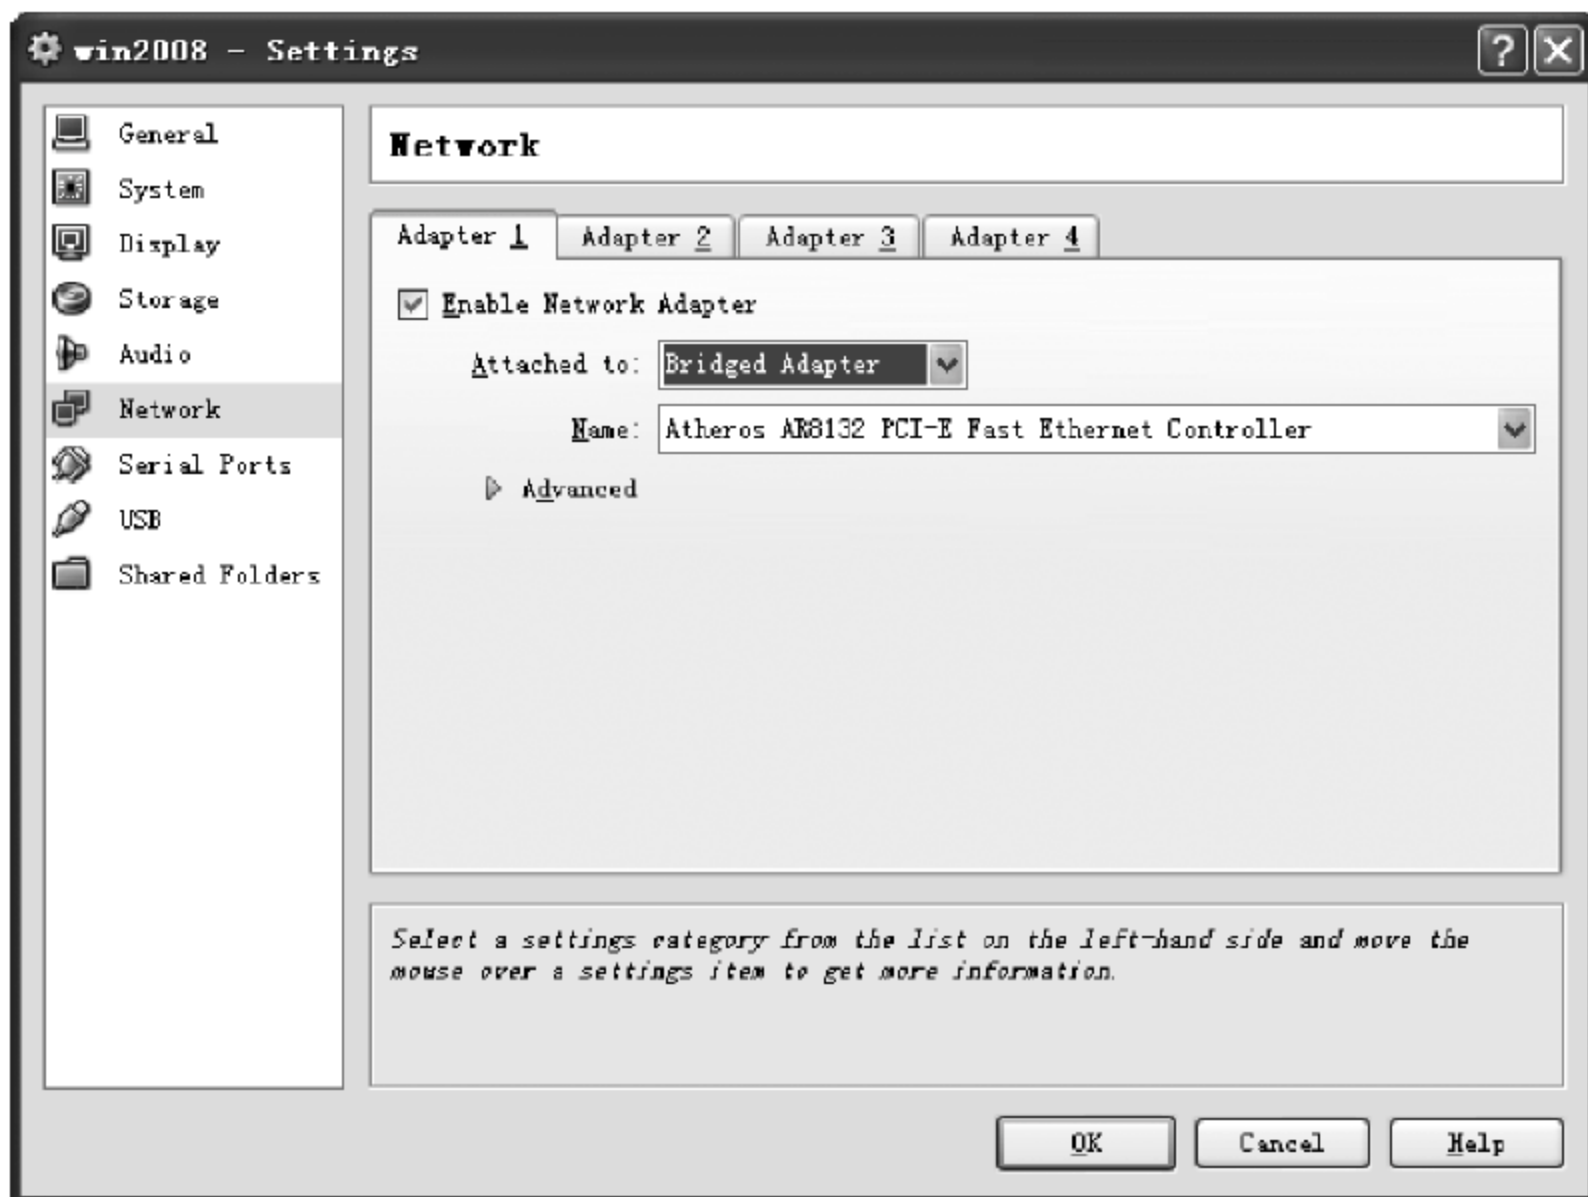 win2008 - Settings
General
System
Display
Storage
Audio
Network
Serial Ports
USB
Shared Folders
Network
Adapter 1 Adapter 2 Adapter 3 Adapter 4
Enable Network Adapter
Attached to: Bridged Adapter
Name: Atheros AR8132 PCI-E Fast Ethernet Controller
Advanced
Select a settings category from the list on the left-hand side and move the
mouse over a settings item to get more information.
OK Cancel Help